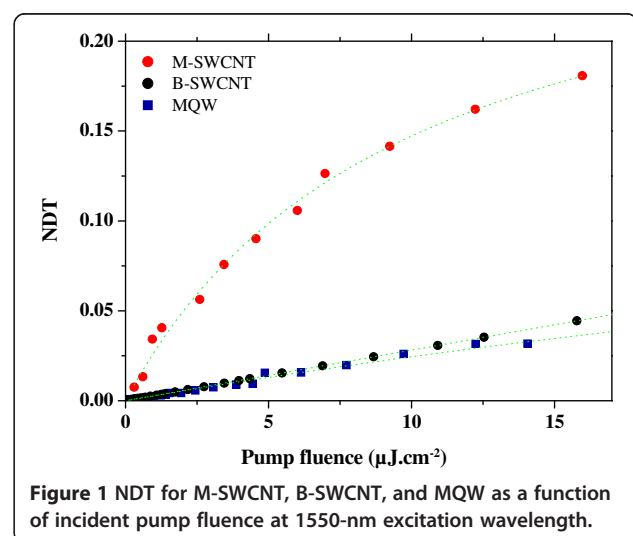 0.20
M-SWCNT
B-SWCNT
MQW
0.15
NDT
0.10
0.05
0.00
0 5 10 15
Pump fluence (µJ.cm-2)
Figure 1 NDT for M-SWCNT, B-SWCNT, and MQW as a function
of incident pump fluence at 1550-nm excitation wavelength.